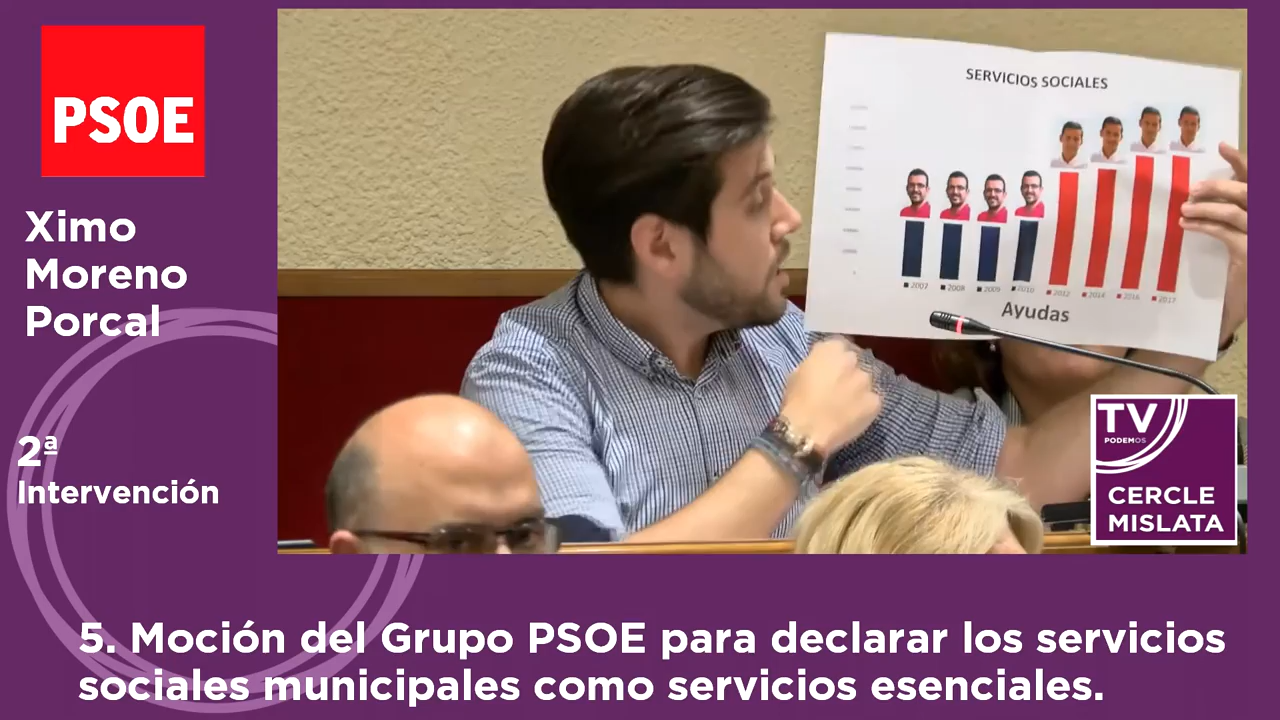 PSOE
Ximo
Moreno
Porcal
2ª
Intervención
SERVICIOS SOCIALES
2007 2008 2009 2010 2012 2014 2016 2017
Ayudas
TV
PODEMOS
CERCLE
MISLATA
5. Moción del Grupo PSOE para declarar los servicios
sociales municipales como servicios esenciales.